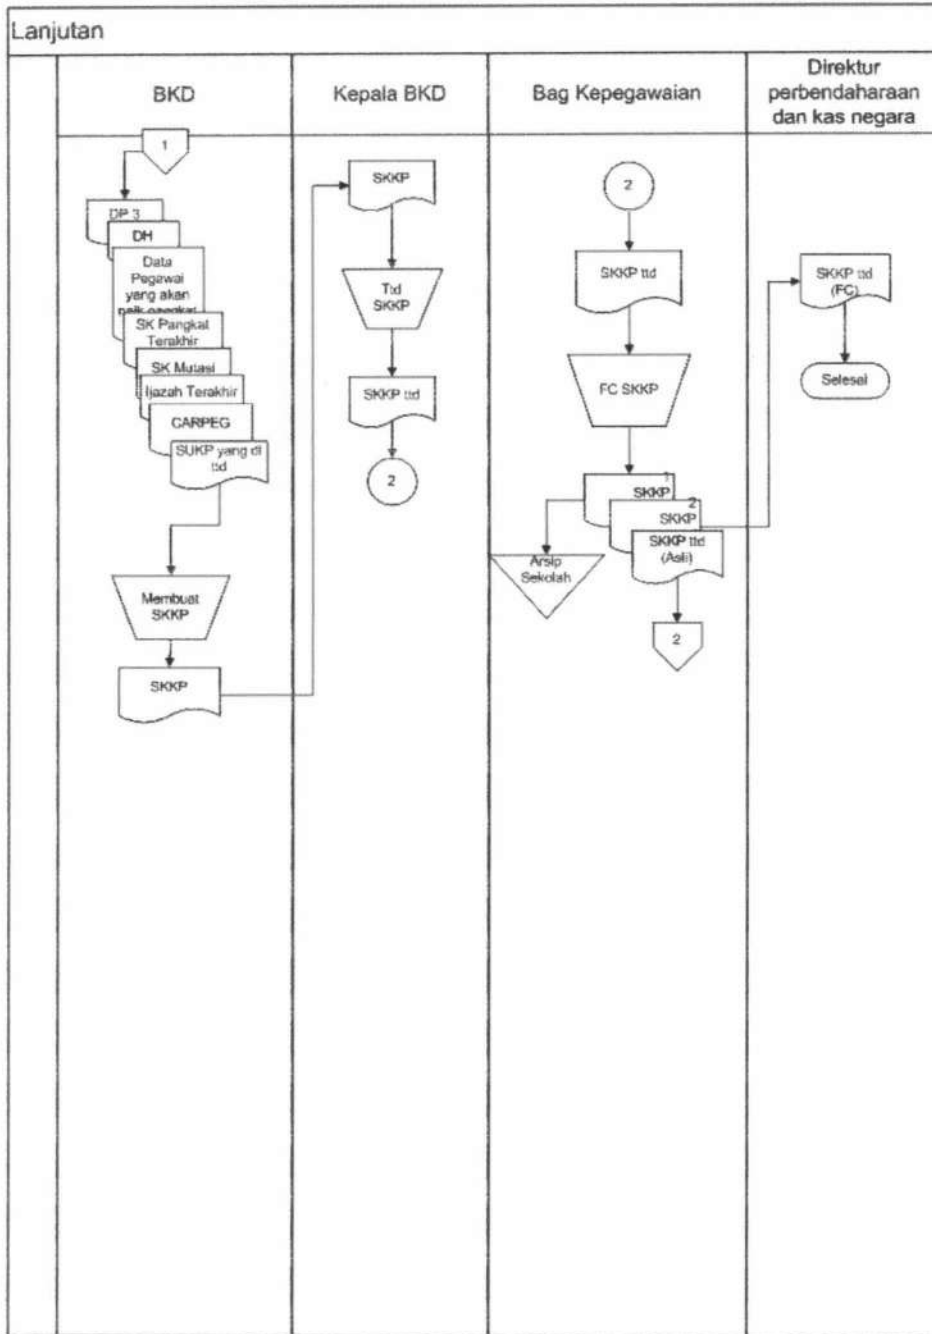 Lanjutan
BKD
Kepala BKD
Bag Kepegawaian
Direktur
perbendaharaan
dan kas negara
1
DP 3
DH
Data
Pegawai
yang akan
naik pangkat
SK Pangkat
Terakhir
SK Mutasi
Ijazah Terakhir
CARPEG
SUKP yang di
ttd
Membuat
SKKP
SKKP
SKKP
Ttd
SKKP
SKKP ttd
2
2
SKKP ttd
FC SKKP
1
SKKP
2
SKKP
SKKP ttd
(Asli)
Arsip
Sekolah
2
SKKP ttd
(FC)
Selesai